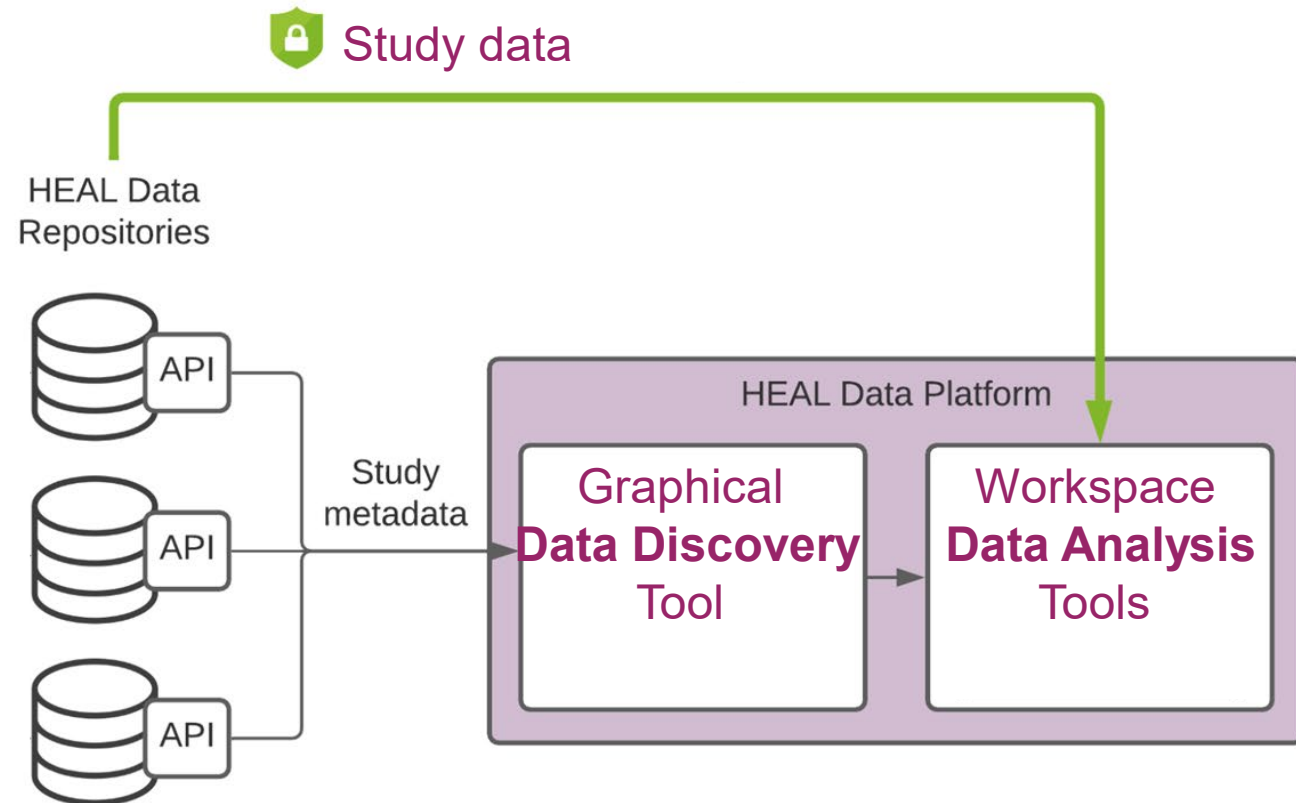 Study data
HEAL Data
Repositories
API
API
API
Study
metadata
HEAL Data Platform
Graphical
Data Discovery
Tool
Workspace
Data Analysis
Tools